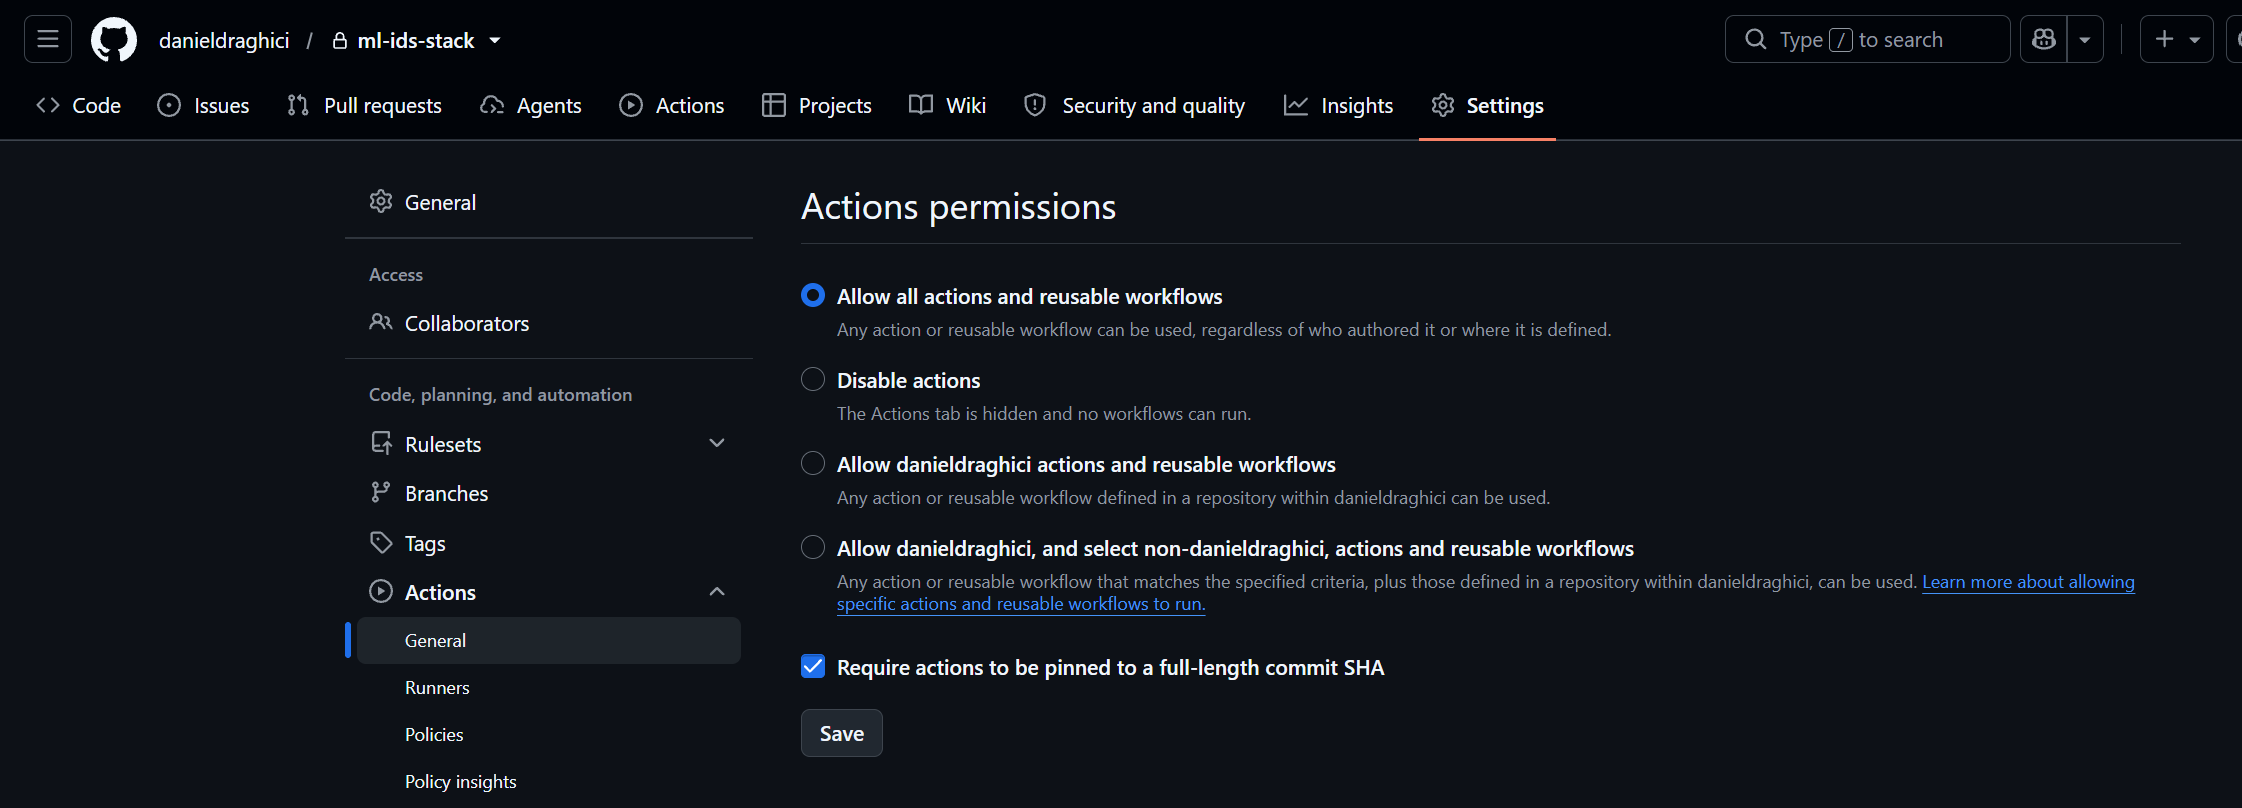 danieldraghici / ml-ids-stack
Type / to search
Code Issues Pull requests Agents Actions Projects Wiki Security and quality Insights Settings
General
Access
Collaborators
Code, planning, and automation
Rulesets
Branches
Tags
Actions
General
Runners
Policies
Policy insights
Actions permissions
Allow all actions and reusable workflows
Any action or reusable workflow can be used, regardless of who authored it or where it is defined.
Disable actions
The Actions tab is hidden and no workflows can run.
Allow danieldraghici actions and reusable workflows
Any action or reusable workflow defined in a repository within danieldraghici can be used.
Allow danieldraghici, and select non-danieldraghici, actions and reusable workflows
Any action or reusable workflow that matches the specified criteria, plus those defined in a repository within danieldraghici, can be used. Learn more about allowing
specific actions and reusable workflows to run.
Require actions to be pinned to a full-length commit SHA
Save